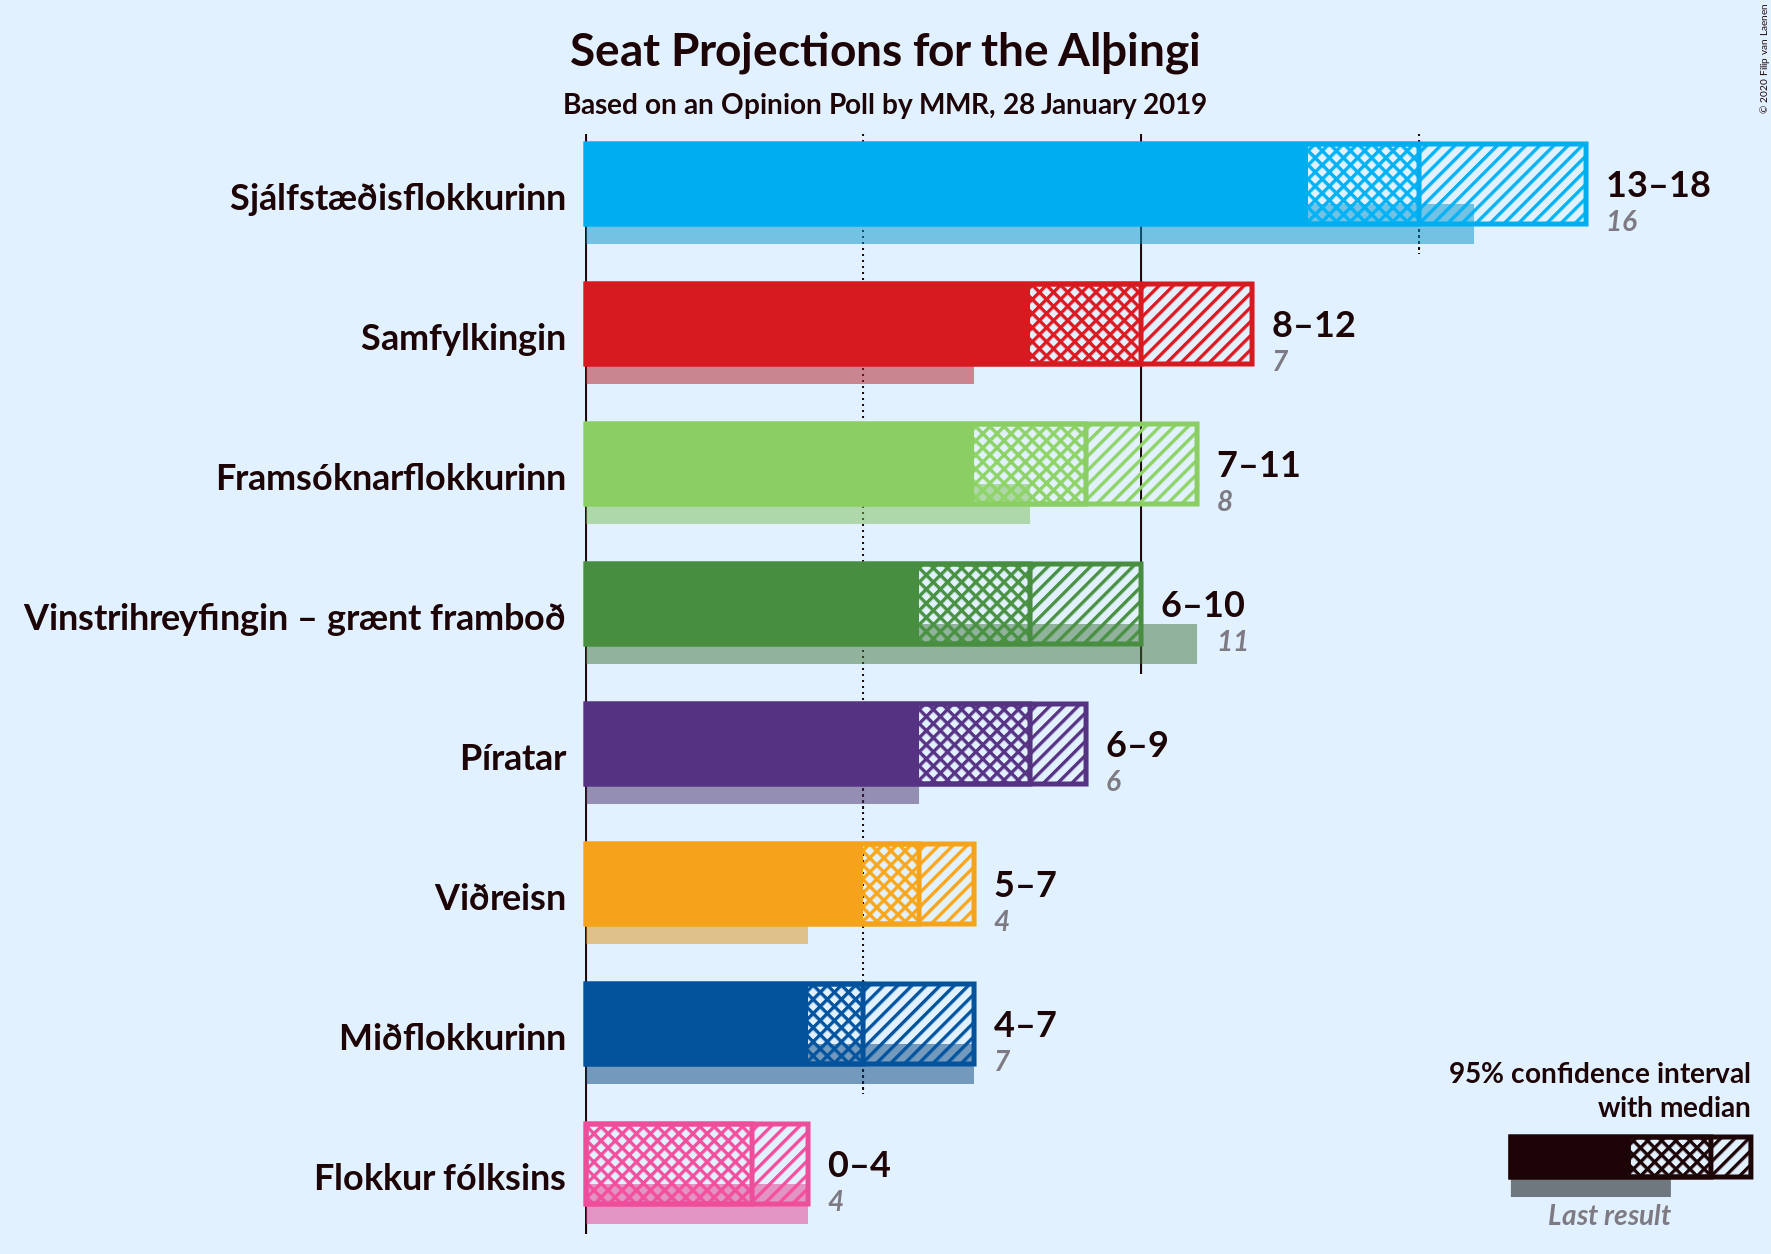 Seat Projections for the Alþingi
Based on an Opinion Poll by MMR, 28 January 2019
© 2020 Filip van Laenen
Sjálfstæðisflokkurinn
13–18
16
Samfylkingin
8–12
7
Framsóknarflokkurinn
7–11
8
Vinstrihreyfingin – grænt framboð
6–10
11
Píratar
6–9
6
Viðreisn
5–7
4
Miðflokkurinn
4–7
7
Flokkur fólksins
0–4
4
95% confidence interval
with median
Last result